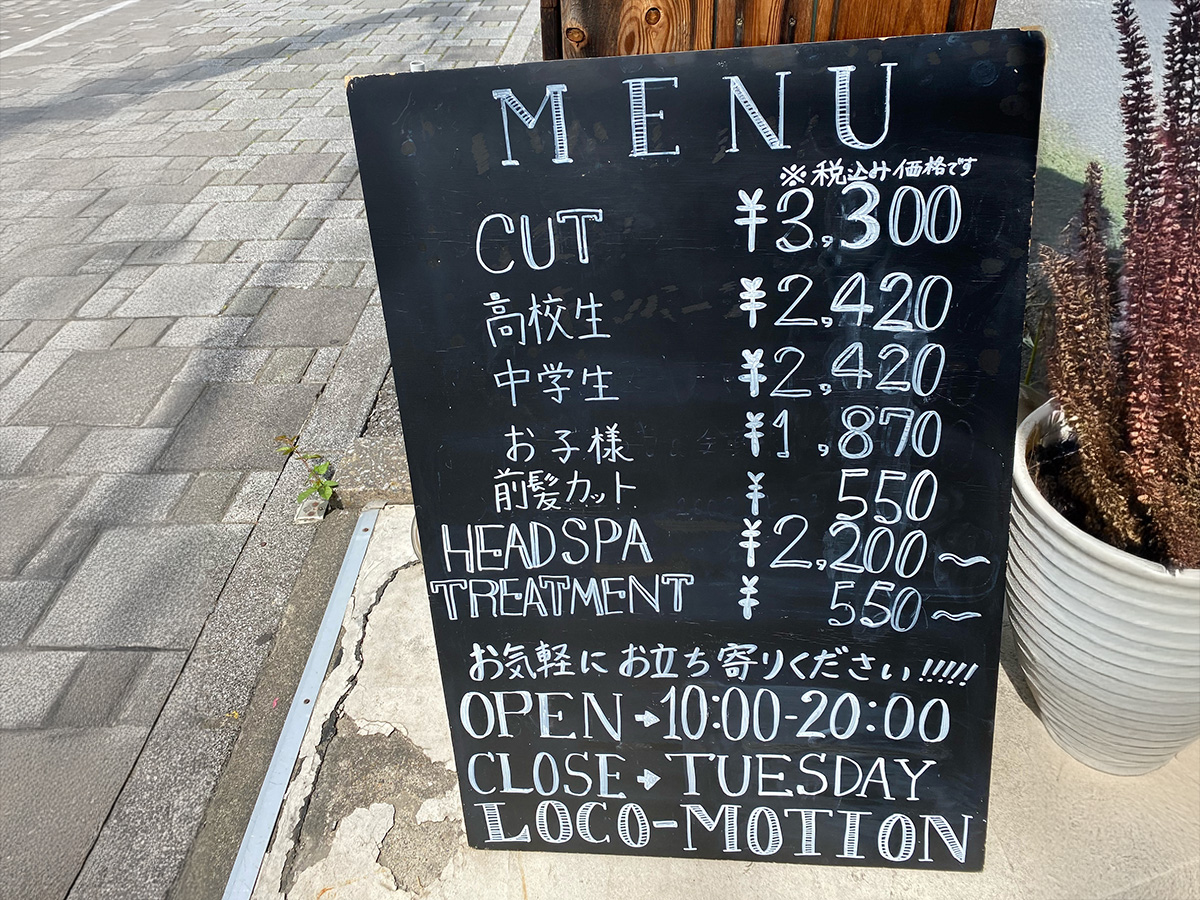 MENU
※税込み価格です
CUT ¥3,300
高校生 ¥2,420
中学生 ¥2,420
お子様 ¥1,870
前髪カット ¥550
HEADSPA ¥2,200～
TREATMENT ¥550～
お気軽にお立ち寄りください!!!!!
OPEN→10:00-20:00
CLOSE→TUESDAY
LOCO-MOTION